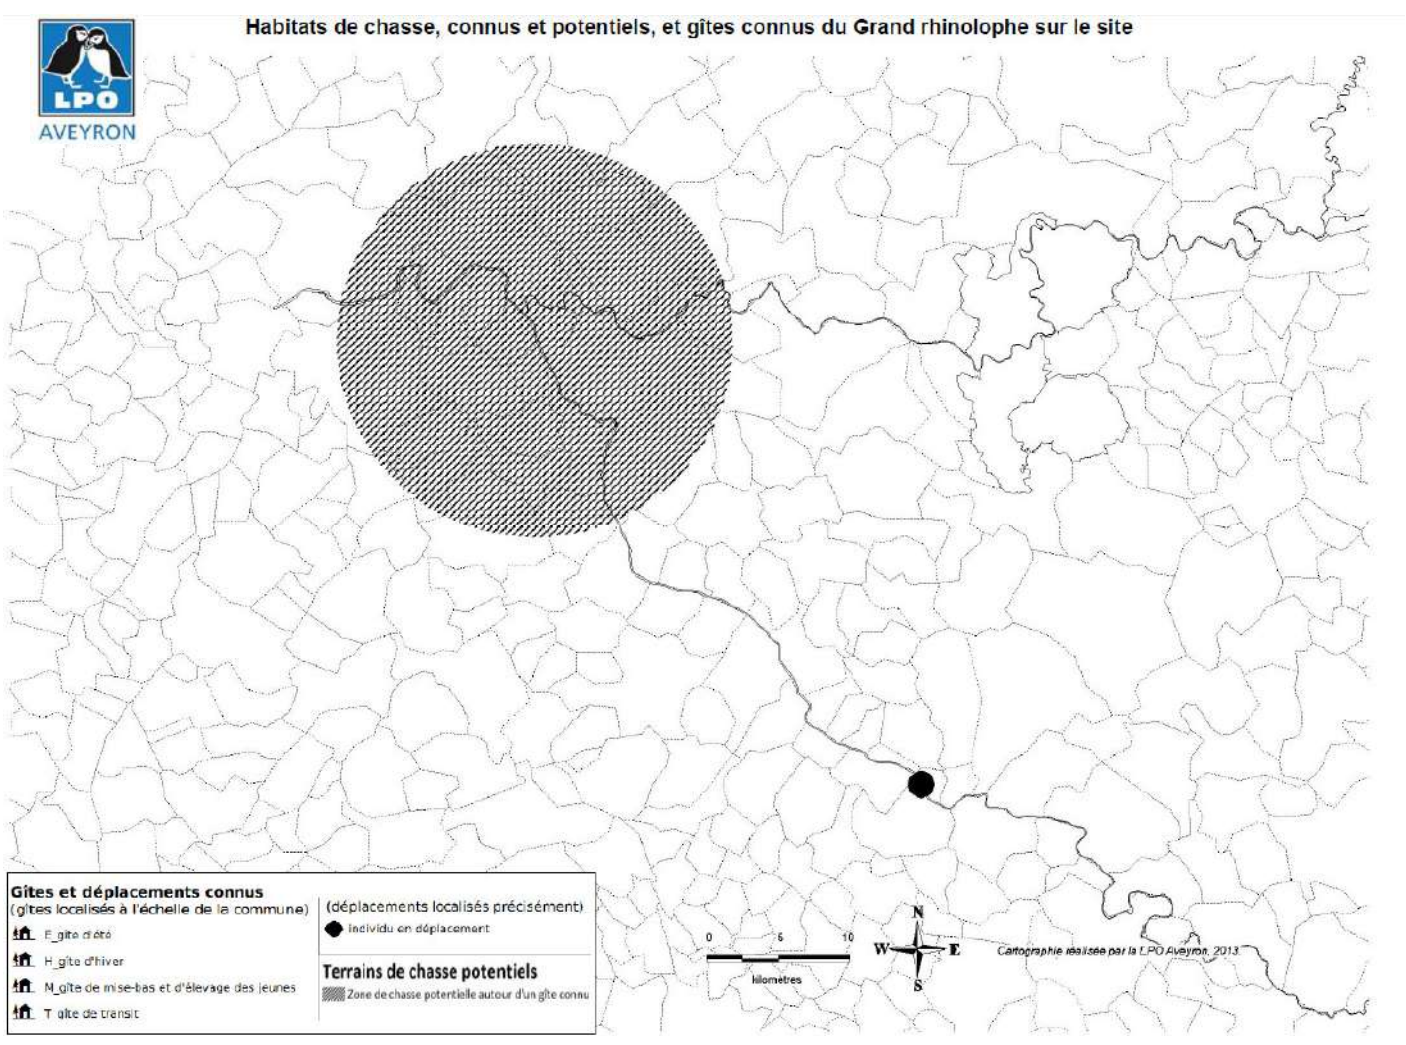 Habitats de chasse, connus et potentiels, et gîtes connus du Grand rhinolophe sur le site
LPO
AVEYRON
Gîtes et déplacements connus
(gîtes localisés à l'échelle de la commune)
E_gite d'été
H_gîte d'hiver
M_gîte de mise-bas et d'élevage des jeunes
T gîte de transit
(déplacements localisés précisément)
individu en déplacement
Terrains de chasse potentiels
Zone de chasse potentielle autour d'un gîte connu
0 5 10
kilomètres
N
W E
S
Cartographie réalisée par la LPO Aveyron, 2013.